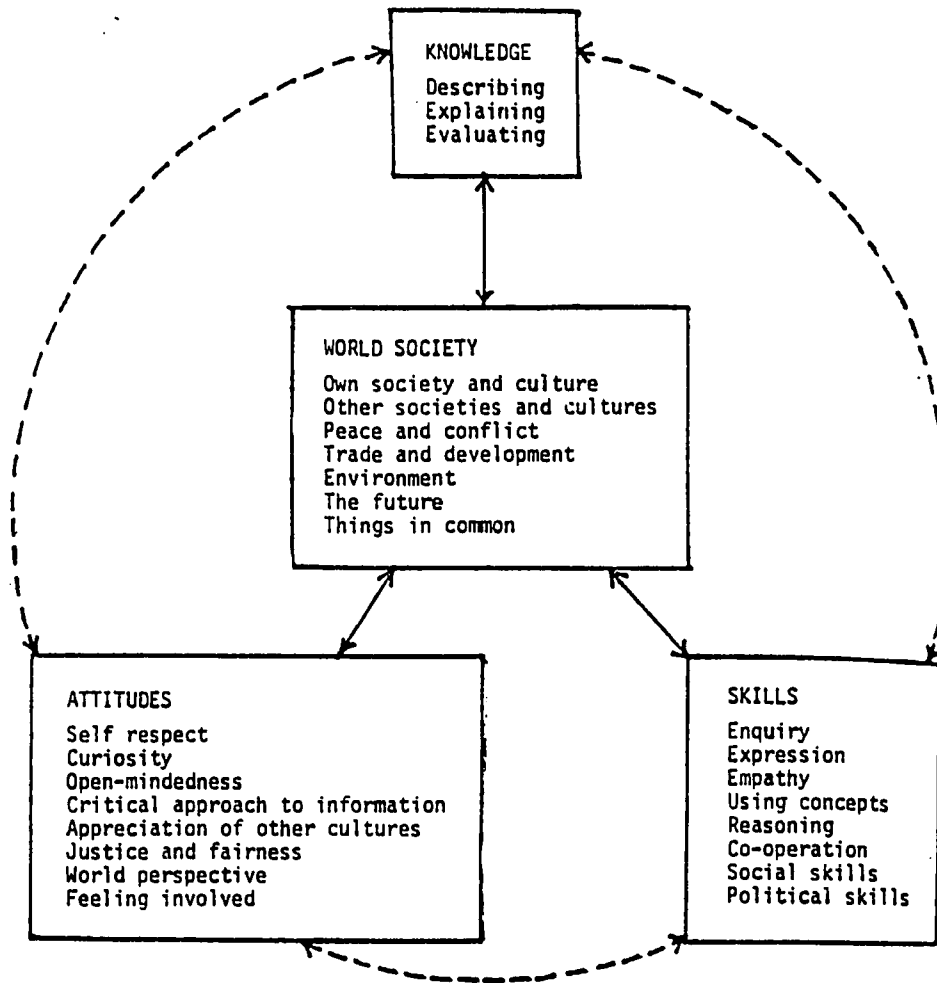 KNOWLEDGE
Describing
Explaining
Evaluating
WORLD SOCIETY
Own society and culture
Other societies and cultures
Peace and conflict
Trade and development
Environment
The future
Things in common
ATTITUDES
Self respect
Curiosity
Open-mindedness
Critical approach to information
Appreciation of other cultures
Justice and fairness
World perspective
Feeling involved
SKILLS
Enquiry
Expression
Empathy
Using concepts
Reasoning
Co-operation
Social skills
Political skills